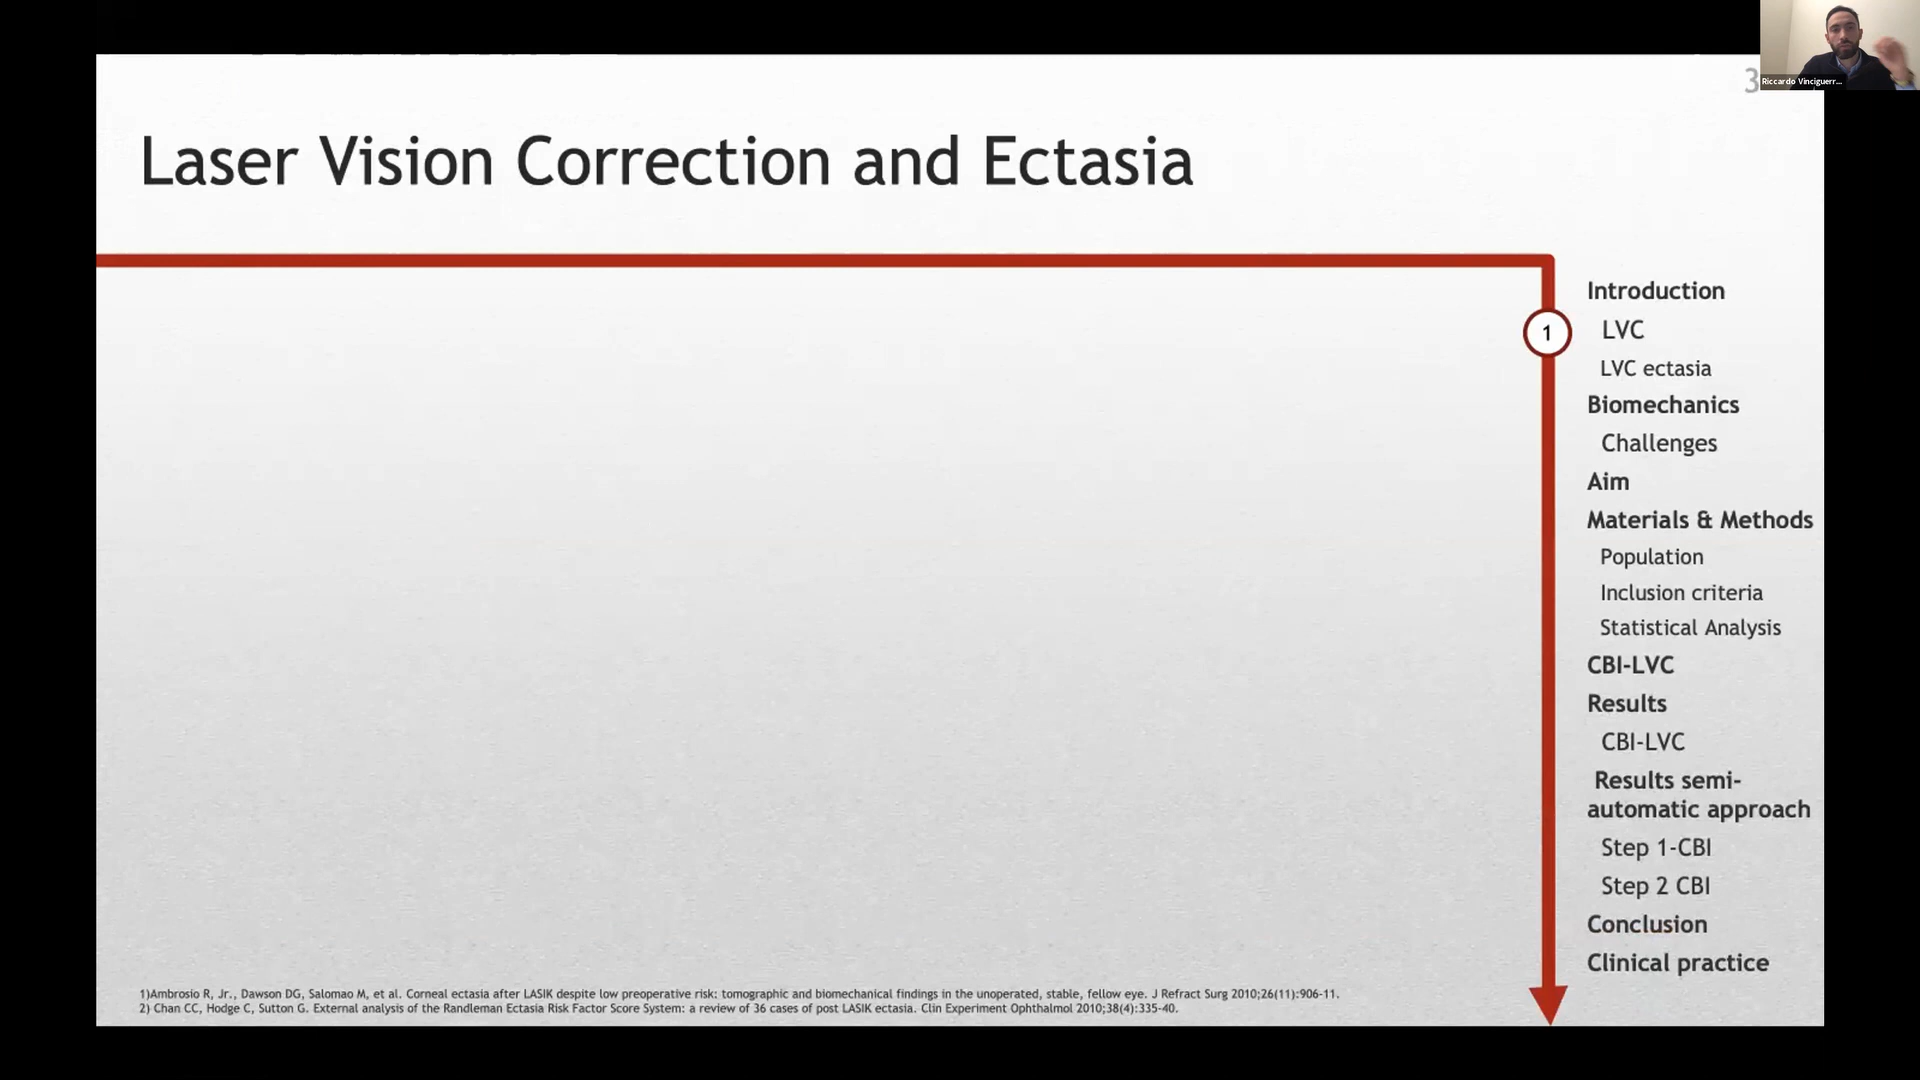 3
Riccardo Vinciguerr...
Laser Vision Correction and Ectasia
Introduction
1
LVC
LVC ectasia
Biomechanics
Challenges
Aim
Materials & Methods
Population
Inclusion criteria
Statistical Analysis
CBI-LVC
Results
CBI-LVC
Results semi-
automatic approach
Step 1-CBI
Step 2 CBI
Conclusion
Clinical practice
1)Ambrosio R, Jr., Dawson DG, Salomao M, et al. Corneal ectasia after LASIK despite low preoperative risk: tomographic and biomechanical findings in the unoperated, stable, fellow eye. J Refract Surg 2010;26(11):906-11.
2) Chan CC, Hodge C, Sutton G. External analysis of the Randleman Ectasia Risk Factor Score System: a review of 36 cases of post LASIK ectasia. Clin Experiment Ophthalmol 2010;38(4):335-40.